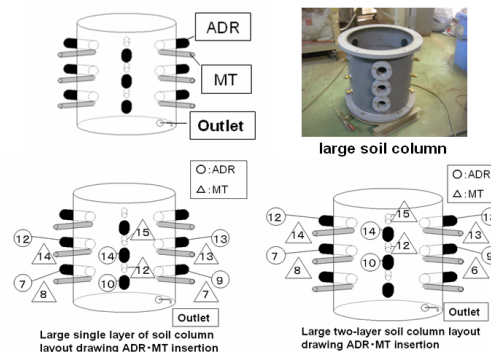 ADR
MT
Outlet
large soil column
○:ADR
△:MT
15
12
14
13
14
13
12
7
9
10
8
7
Outlet
Large single layer of soil column
layout drawing ADR・MT insertion
○:ADR
△:MT
15
12
13
14
14
13
12
7
10
9
8
6
Outlet
Large two-layer soil column layout
drawing ADR・MT insertion